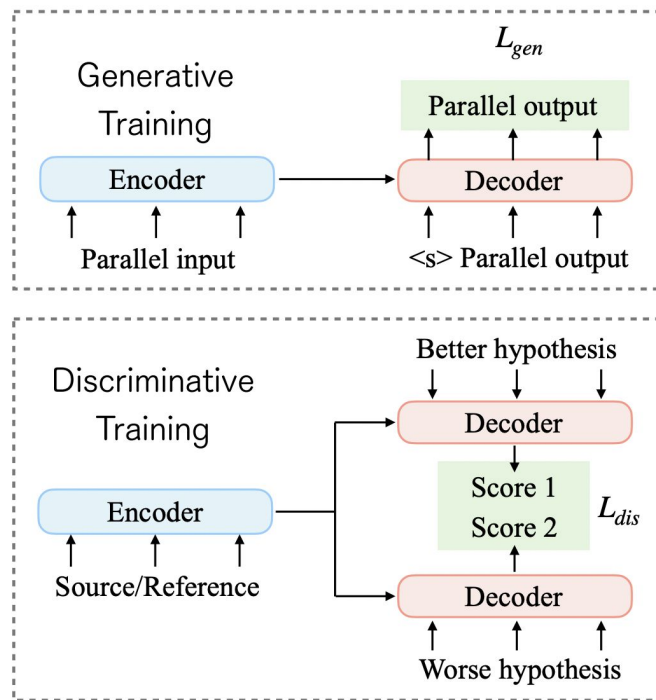 L_gen
Generative
Training
Parallel output
Encoder
Decoder
Parallel input
<s> Parallel output
Better hypothesis
Discriminative
Training
Decoder
Score 1
Score 2
L_dis
Encoder
Source/Reference
Decoder
Worse hypothesis